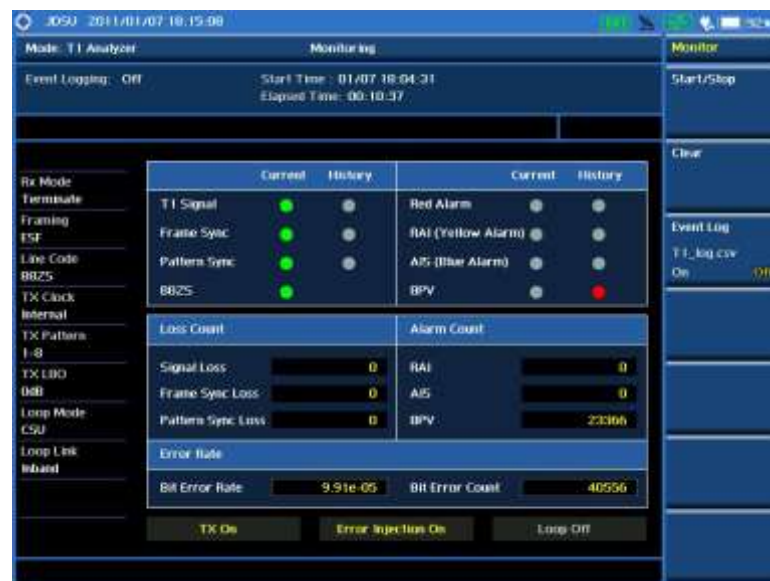 JDSU 2011/01/07 18:15:08
Mode: T1 Analyzer
Monitoring
Monitor
Event Logging: Off
Start Time : 01/07 18:04:31
Elapsed Time: 00:10:37
Start/Stop
Clear
Event Log
T1_log.csv
On Off
Rx Mode
Terminate
Framing
ESF
Line Code
B8ZS
TX Clock
Internal
TX Pattern
1-8
TX LBO
0dB
Loop Mode
CSU
Loop Link
Inband
Current History
T1 Signal
Frame Sync
Pattern Sync
B8ZS
Current History
Red Alarm
RAI (Yellow Alarm)
AIS (Blue Alarm)
BPV
Loss Count
Signal Loss 0
Frame Sync Loss 0
Pattern Sync Loss 0
Alarm Count
RAI 0
AIS 0
BPV 23366
Error Rate
Bit Error Rate 9.91e-05
Bit Error Count 40556
TX On
Error Injection On
Loop Off